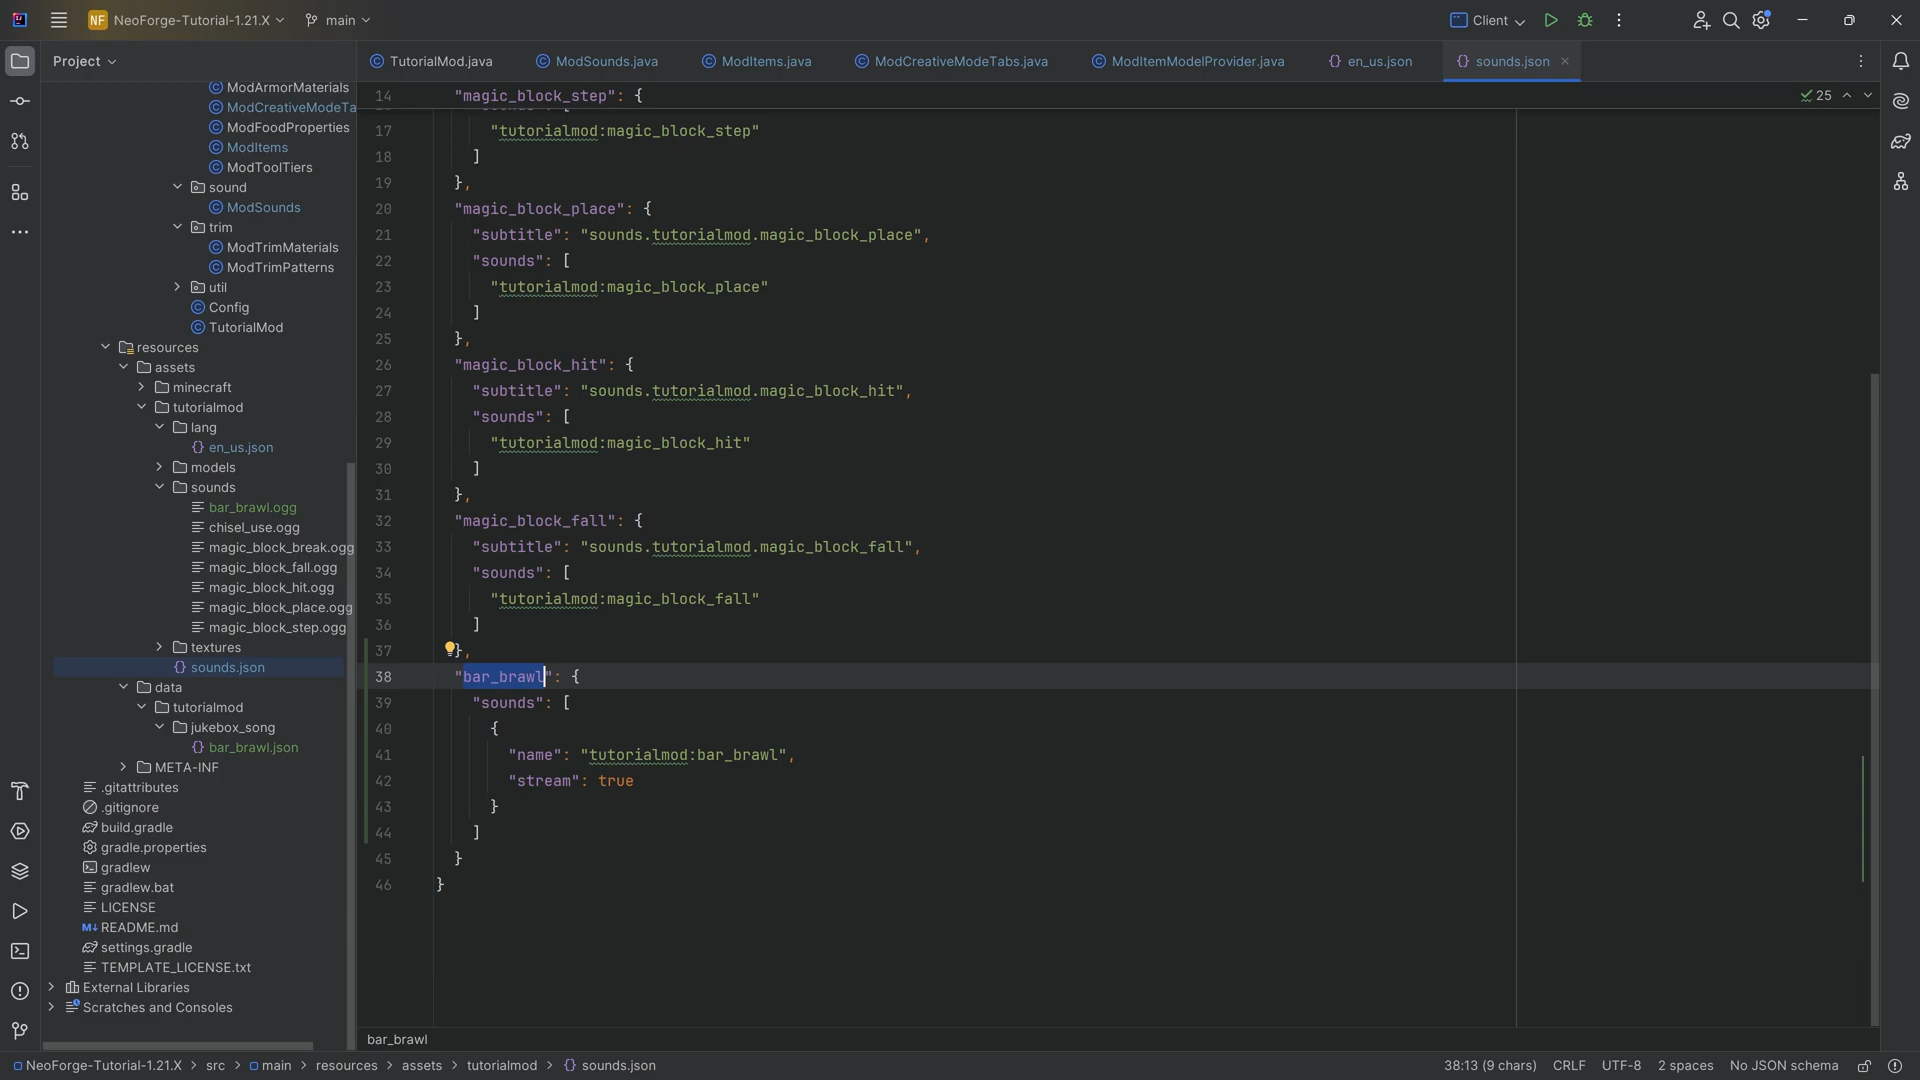 NF NeoForge-Tutorial-1.21.X main Client
Project
TutorialMod.java ModSounds.java ModItems.java ModCreativeModeTabs.java ModItemModelProvider.java {} en_us.json {} sounds.json
ModArmorMaterials
ModCreativeModeTa
ModFoodProperties
ModItems
ModToolTiers
sound
ModSounds
trim
ModTrimMaterials
ModTrimPatterns
util
Config
TutorialMod
resources
assets
minecraft
tutorialmod
lang
{} en_us.json
models
sounds
bar_brawl.ogg
chisel_use.ogg
magic_block_break.ogg
magic_block_fall.ogg
magic_block_hit.ogg
magic_block_place.ogg
magic_block_step.ogg
textures
{} sounds.json
data
tutorialmod
jukebox_song
{} bar_brawl.json
META-INF
.gitattributes
.gitignore
build.gradle
gradle.properties
gradlew
gradlew.bat
LICENSE
M↓ README.md
settings.gradle
TEMPLATE_LICENSE.txt
External Libraries
Scratches and Consoles
14 "magic_block_step": {
25
17 "tutorialmod:magic_block_step"
18 ]
19 },
20 "magic_block_place": {
21 "subtitle": "sounds.tutorialmod.magic_block_place",
22 "sounds": [
23 "tutorialmod:magic_block_place"
24 ]
25 },
26 "magic_block_hit": {
27 "subtitle": "sounds.tutorialmod.magic_block_hit",
28 "sounds": [
29 "tutorialmod:magic_block_hit"
30 ]
31 },
32 "magic_block_fall": {
33 "subtitle": "sounds.tutorialmod.magic_block_fall",
34 "sounds": [
35 "tutorialmod:magic_block_fall"
36 ]
37 },
38 "bar_brawl": {
39 "sounds": [
40 {
41 "name": "tutorialmod:bar_brawl",
42 "stream": true
43 }
44 ]
45 }
46 }
bar_brawl
NeoForge-Tutorial-1.21.X > src > main > resources > assets > tutorialmod > {} sounds.json
38:13 (9 chars) CRLF UTF-8 2 spaces No JSON schema